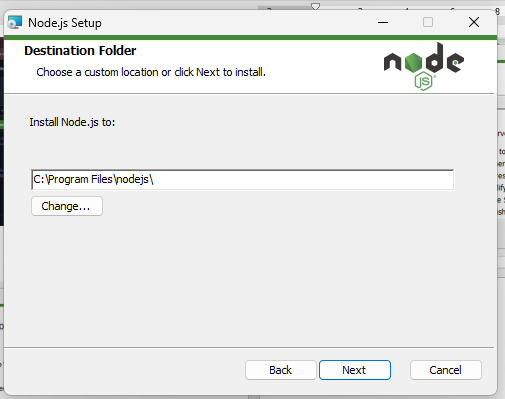 Node.js Setup
Destination Folder
Choose a custom location or click Next to install.
node
JS
Install Node.js to:
C:\Program Files\nodejs\
Change...
Back
Next
Cancel